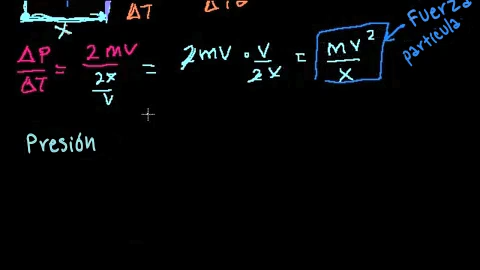 x ΔT
Fuerza
partícula
ΔP/ΔT = 2mv/(2x/v) = 2mv · v/2x = mv²/x
Presión